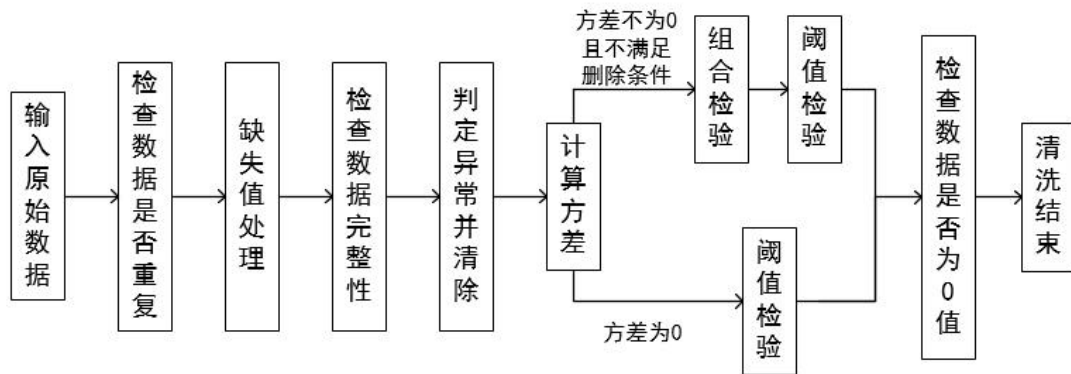 输入原始数据
检查数据是否重复
缺失值处理
检查数据完整性
判定异常并清除
计算方差
方差不为0
且不满足
删除条件
组合检验
阈值检验
方差为0
阈值检验
检查数据是否为0值
清洗结束